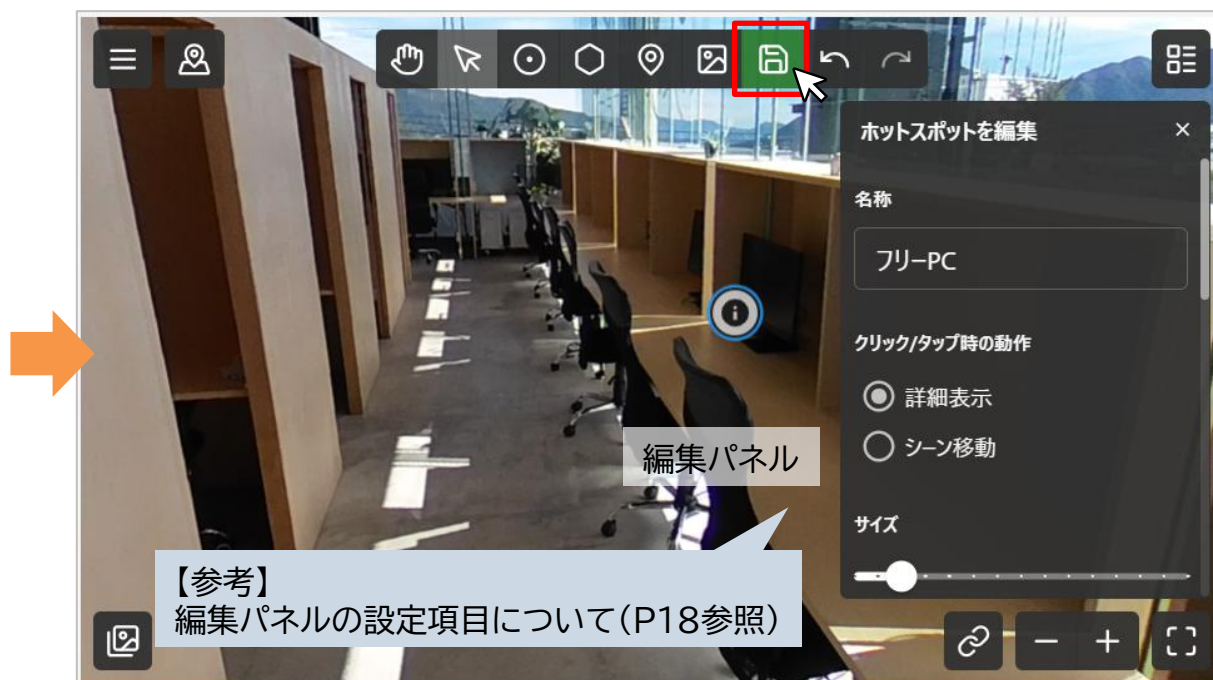 ホットスポットを編集
名称
フリーPC
クリック/タップ時の動作
詳細表示
シーン移動
サイズ
編集パネル
【参考】
編集パネルの設定項目について(P18参照)